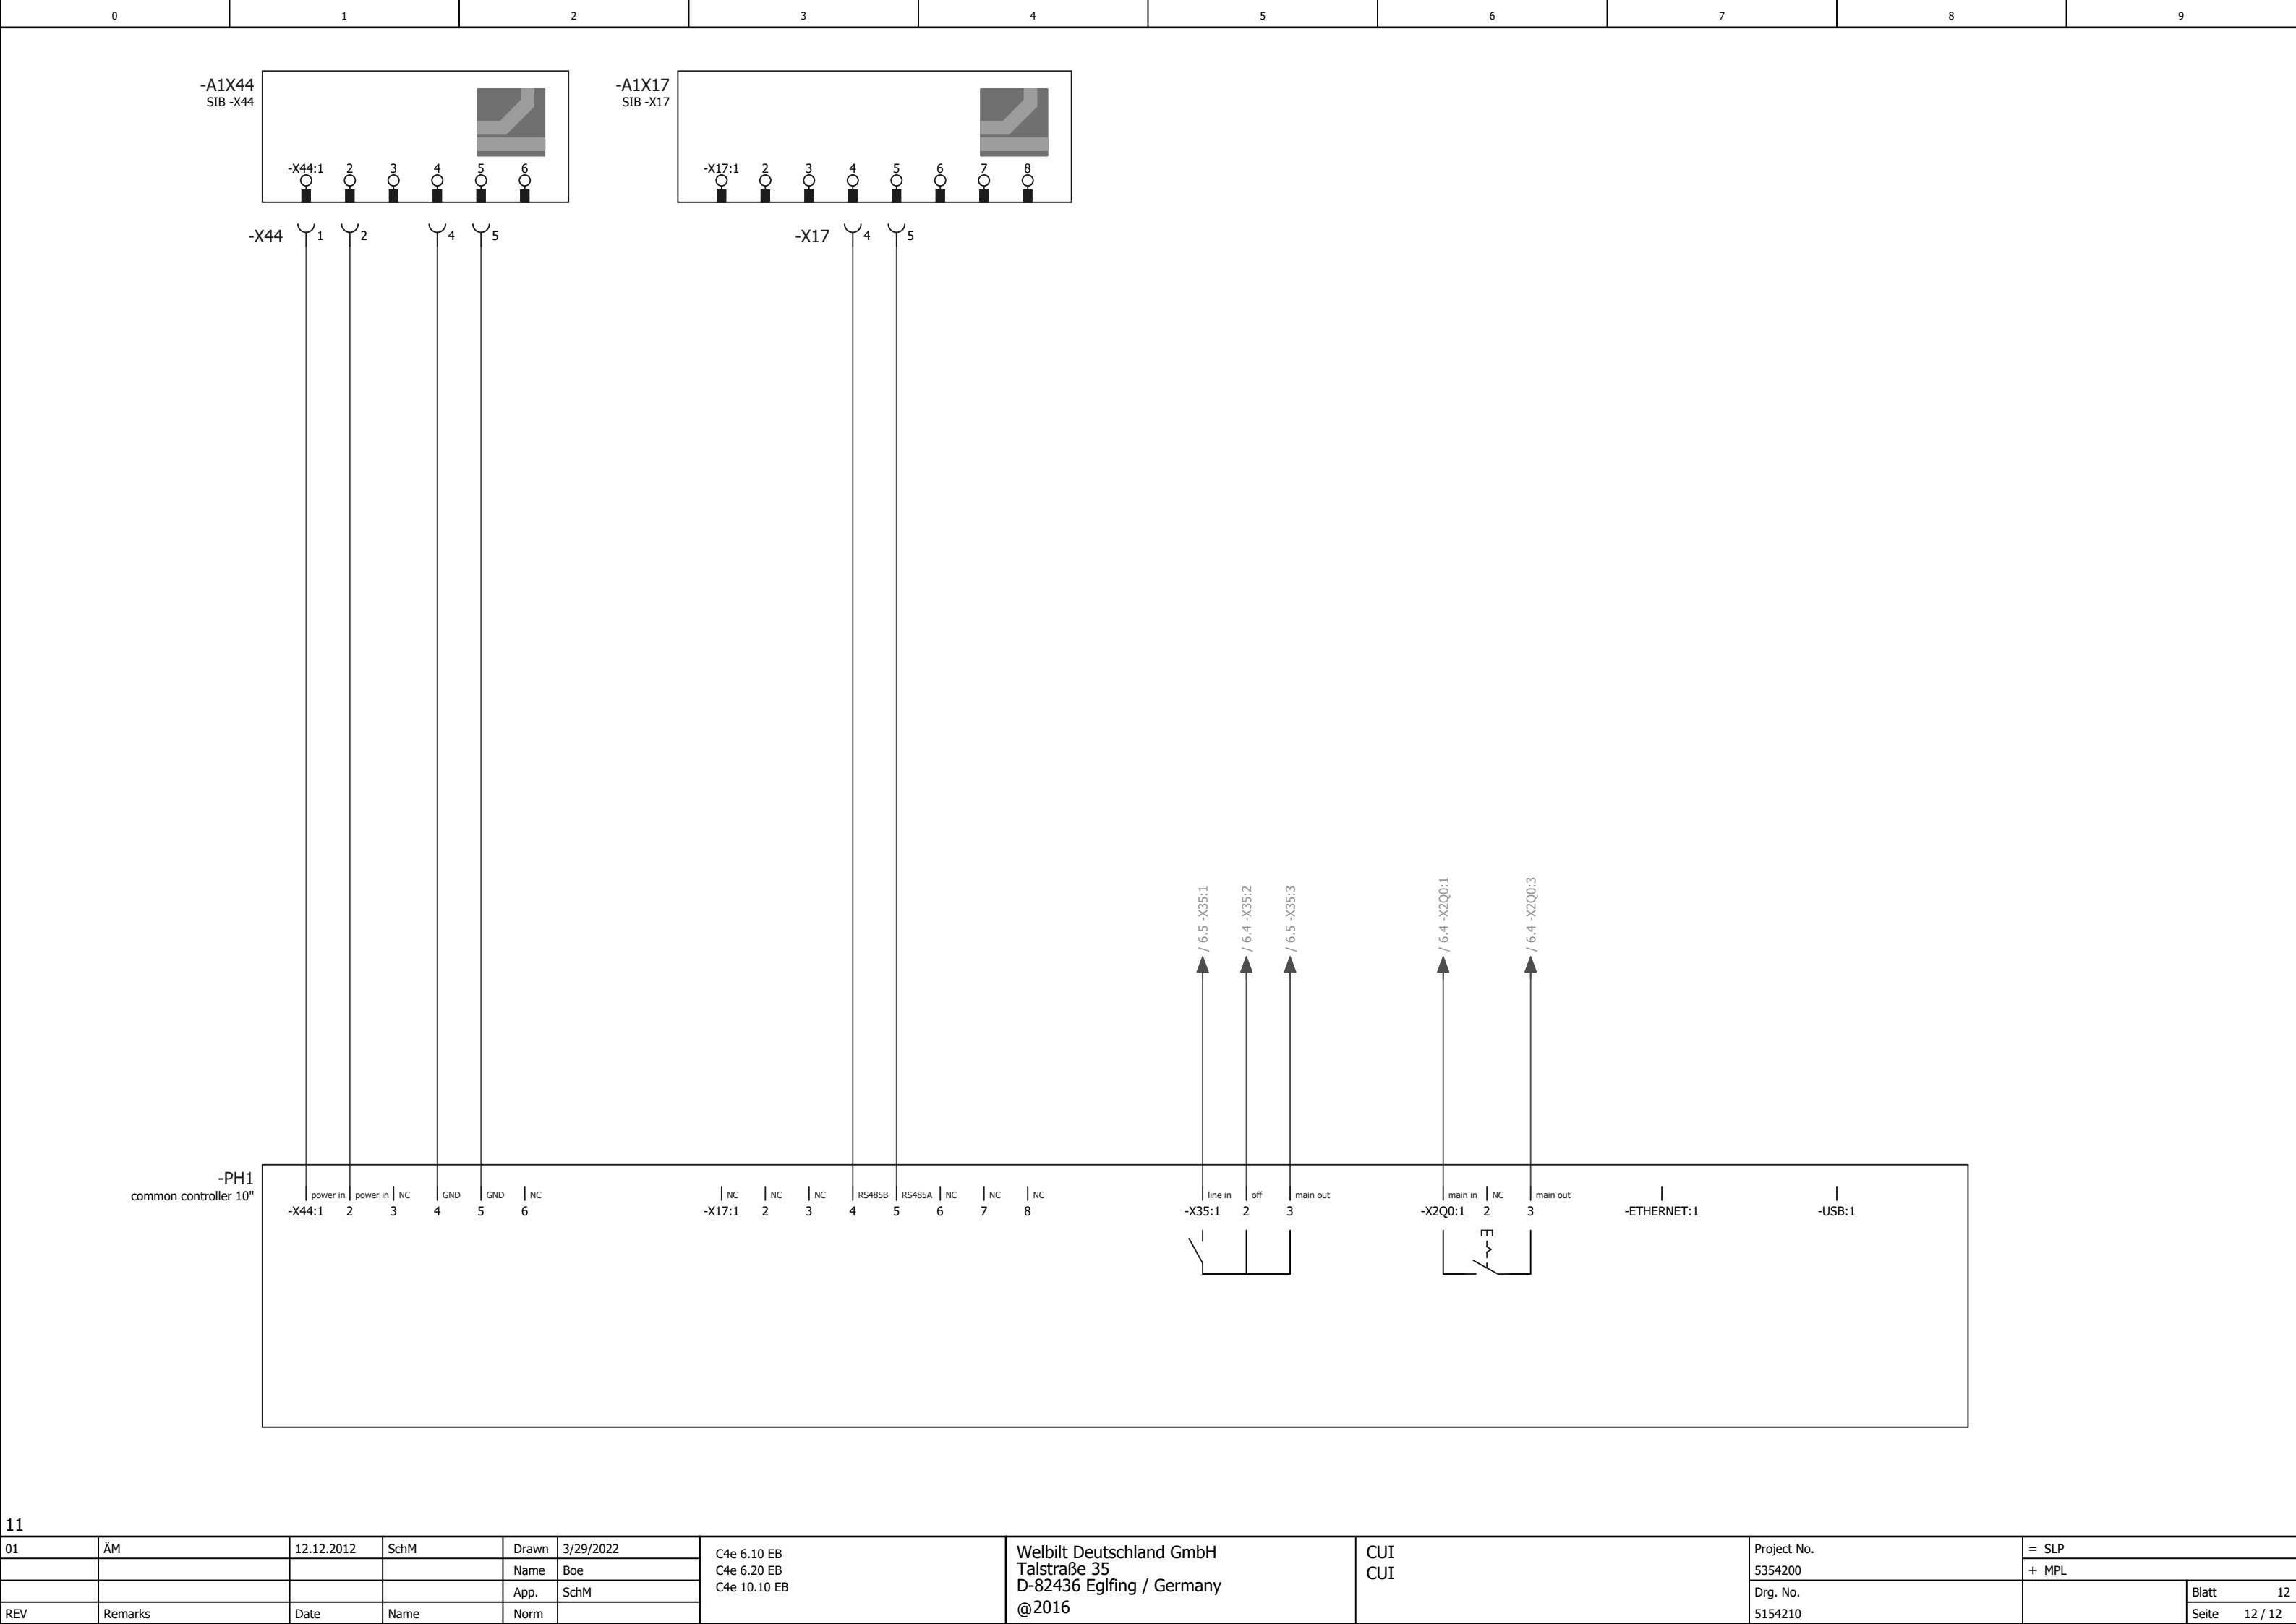 0 1 2 3 4 5 6 7 8 9
-A1X44
SIB -X44
-X44:1 2 3 4 5 6
-X44 1 2 4 5
-A1X17
SIB -X17
-X17:1 2 3 4 5 6 7 8
-X17 4 5
/ 6.5 -X35:1
/ 6.4 -X35:2
/ 6.5 -X35:3
/ 6.4 -X2Q0:1
/ 6.4 -X2Q0:3
-PH1
common controller 10"
power in power in NC GND GND NC
-X44:1 2 3 4 5 6
NC NC NC RS485B RS485A NC NC NC
-X17:1 2 3 4 5 6 7 8
line in off main out
-X35:1 2 3
main in NC main out
-X2Q0:1 2 3
-ETHERNET:1
-USB:1
11
01 ÄM 12.12.2012 SchM
REV Remarks Date Name
Drawn 3/29/2022
Name Boe
App. SchM
Norm
C4e 6.10 EB
C4e 6.20 EB
C4e 10.10 EB
Welbilt Deutschland GmbH
Talstraße 35
D-82436 Eglfing / Germany
@2016
CUI
CUI
Project No.
5354200
Drg. No.
5154210
= SLP
+ MPL
Blatt 12
Seite 12 / 12